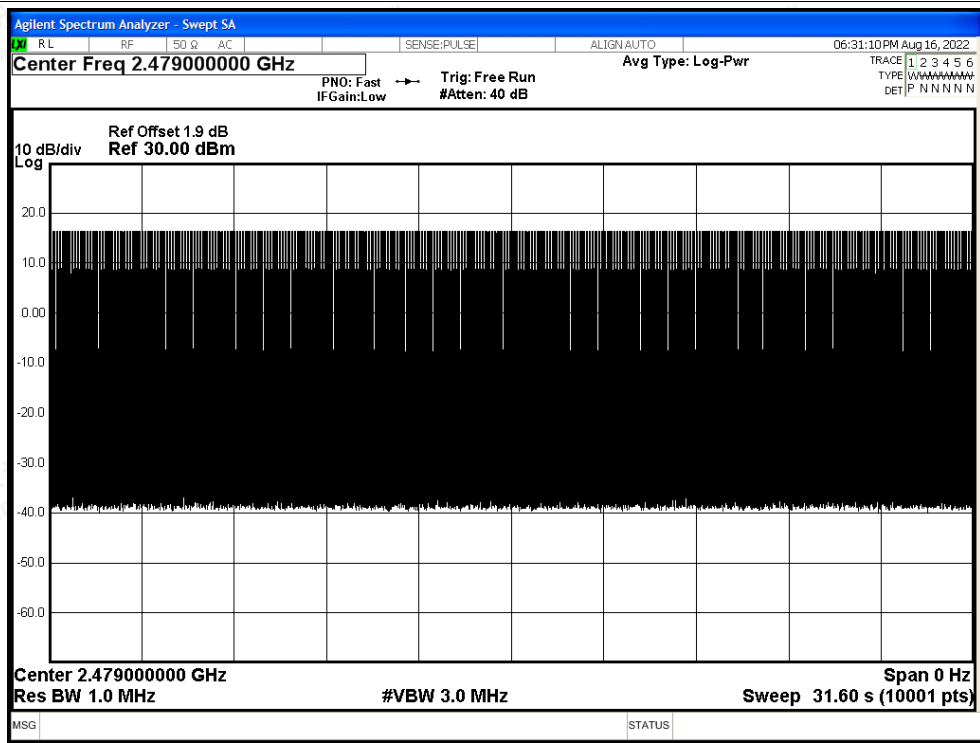 Agilent Spectrum Analyzer - Swept SA
LXI RL RF 50 Ω AC SENSE:PULSE ALIGN AUTO 06:31:10 PM Aug 16, 2022
Center Freq 2.479000000 GHz Avg Type: Log-Pwr TRACE 1 2 3 4 5 6
PNO: Fast Trig: Free Run TYPE W
IFGain:Low #Atten: 40 dB DET P N N N N N
Ref Offset 1.9 dB
10 dB/div Ref 30.00 dBm
Log
20.0
10.0
0.00
-10.0
-20.0
-30.0
-40.0
-50.0
-60.0
Center 2.479000000 GHz Span 0 Hz
Res BW 1.0 MHz #VBW 3.0 MHz Sweep 31.60 s (10001 pts)
MSG STATUS